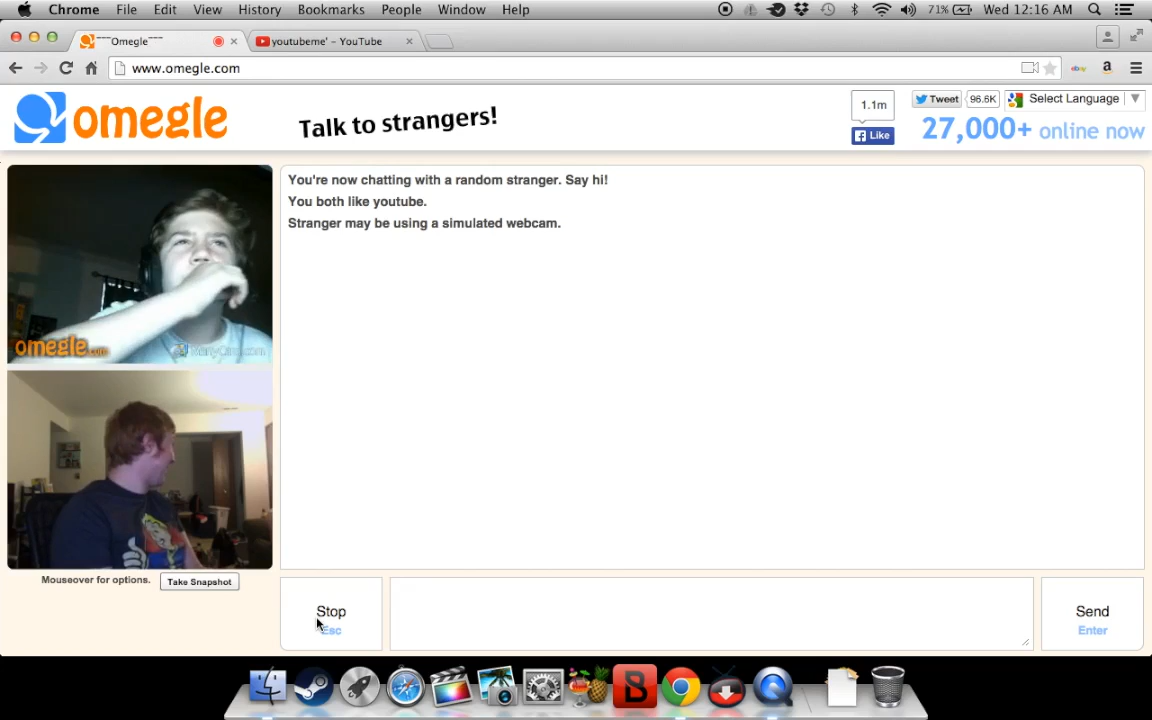 Chrome File Edit View History Bookmarks People Window Help 71% Wed 12:16 AM
Omegle youtubeme' - YouTube
www.omegle.com ebay a
omegle Talk to strangers! 1.1m Like Tweet 96.6K Select Language ▼
27,000+ online now
You're now chatting with a random stranger. Say hi!
You both like youtube.
Stranger may be using a simulated webcam.
omegle.com ManyCam.com
Mouseover for options. Take Snapshot
Stop
Esc
Send
Enter
B